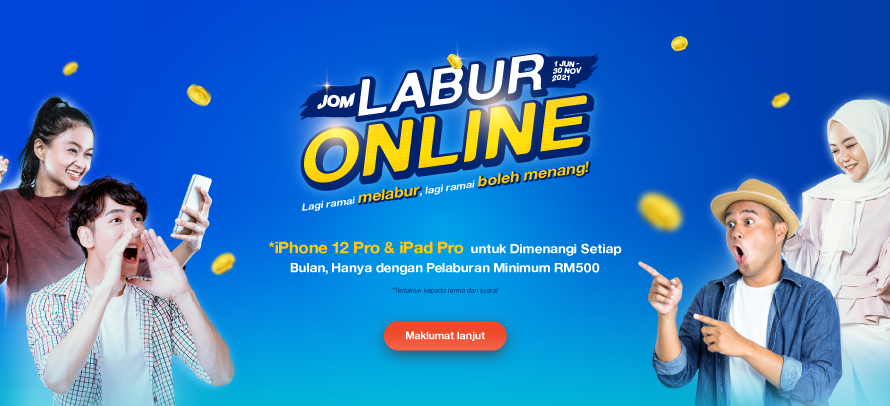 JOM LABUR
1 JUN -
30 NOV
2021
ONLINE
Lagi ramai melabur, lagi ramai boleh menang!
*iPhone 12 Pro & iPad Pro untuk Dimenangi Setiap
Bulan, Hanya dengan Pelaburan Minimum RM500
*Tertakluk kepada terma dan syarat
Maklumat lanjut